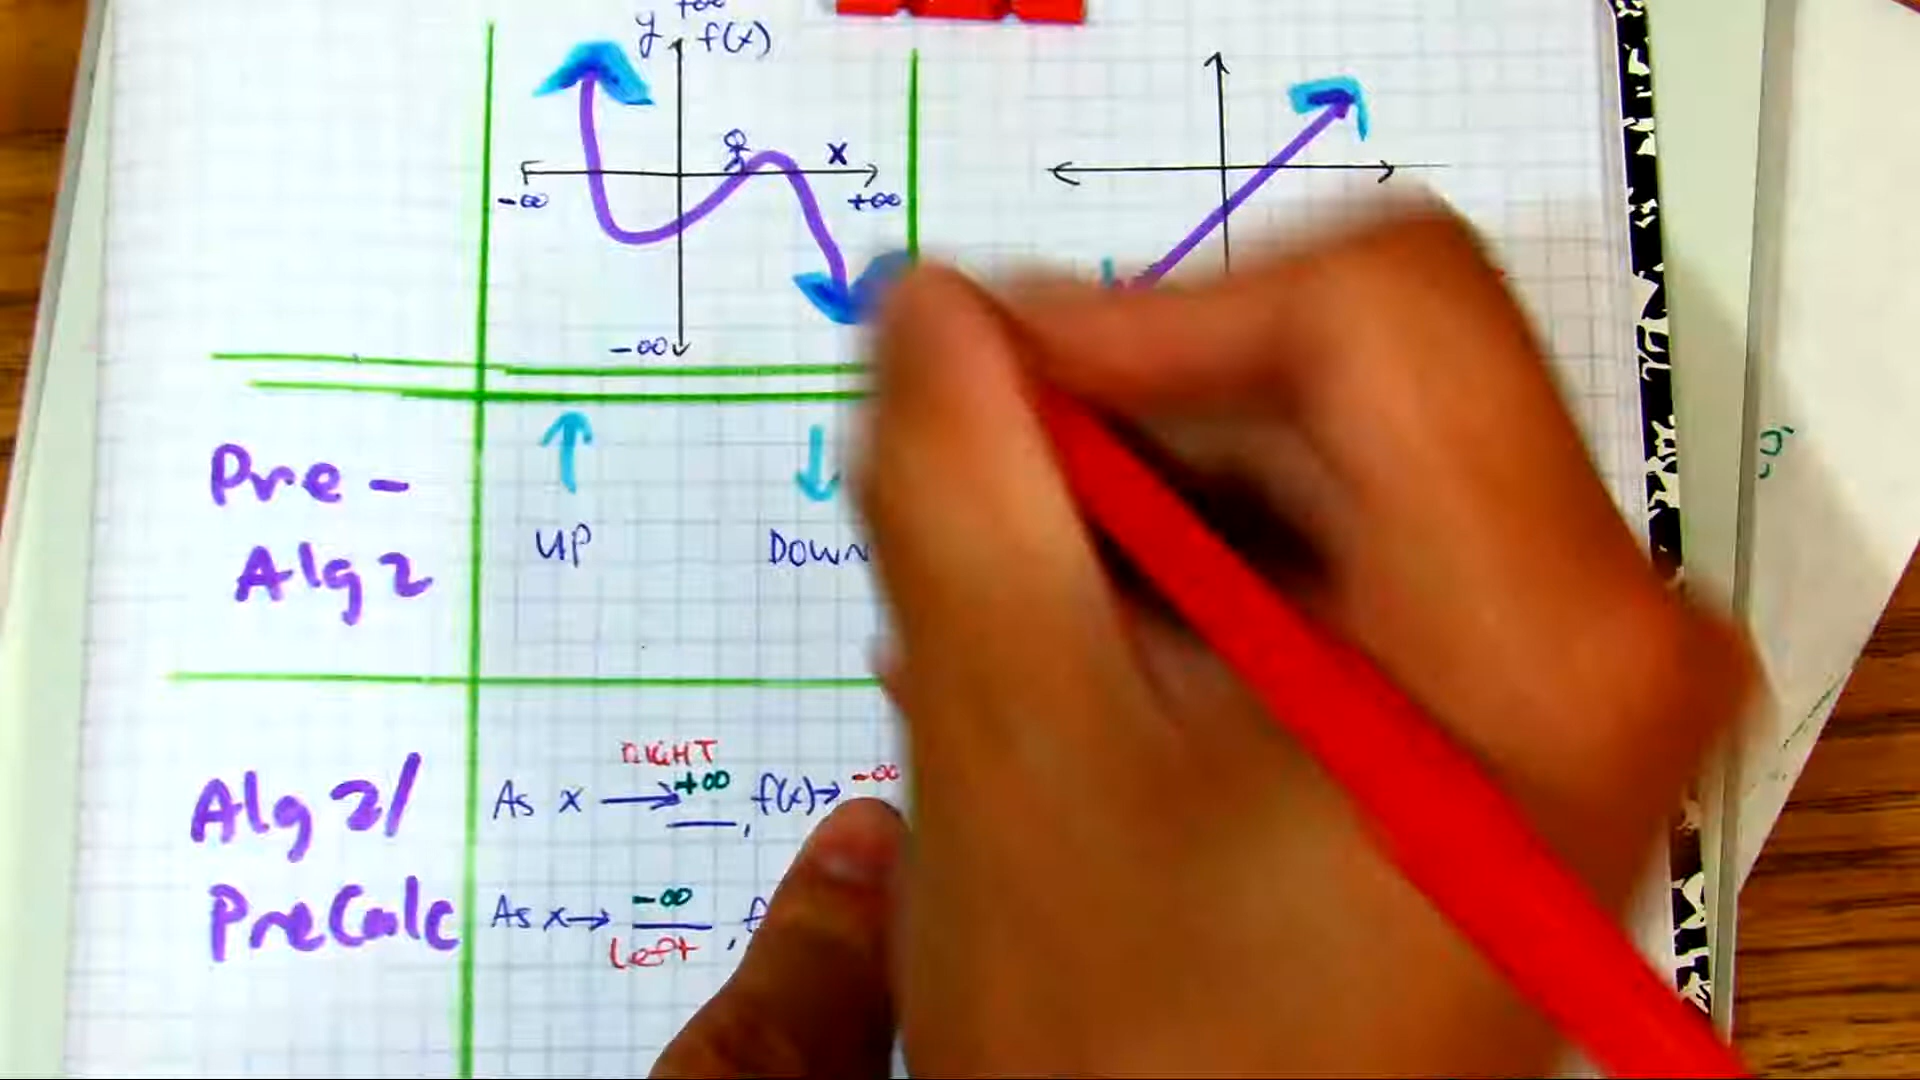 +∞
y f(x)
x
-∞ +∞
-∞
Pre-
Alg 2
UP DOWN
Alg 2/
PreCalc
RIGHT
As x → +∞, f(x) → -∞
As x → -∞, f
Left